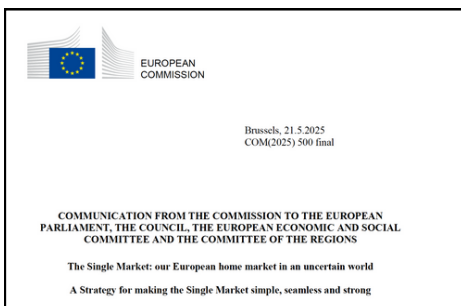 EUROPEAN
COMMISSION
Brussels, 21.5.2025
COM(2025) 500 final
COMMUNICATION FROM THE COMMISSION TO THE EUROPEAN
PARLIAMENT, THE COUNCIL, THE EUROPEAN ECONOMIC AND SOCIAL
COMMITTEE AND THE COMMITTEE OF THE REGIONS
The Single Market: our European home market in an uncertain world
A Strategy for making the Single Market simple, seamless and strong